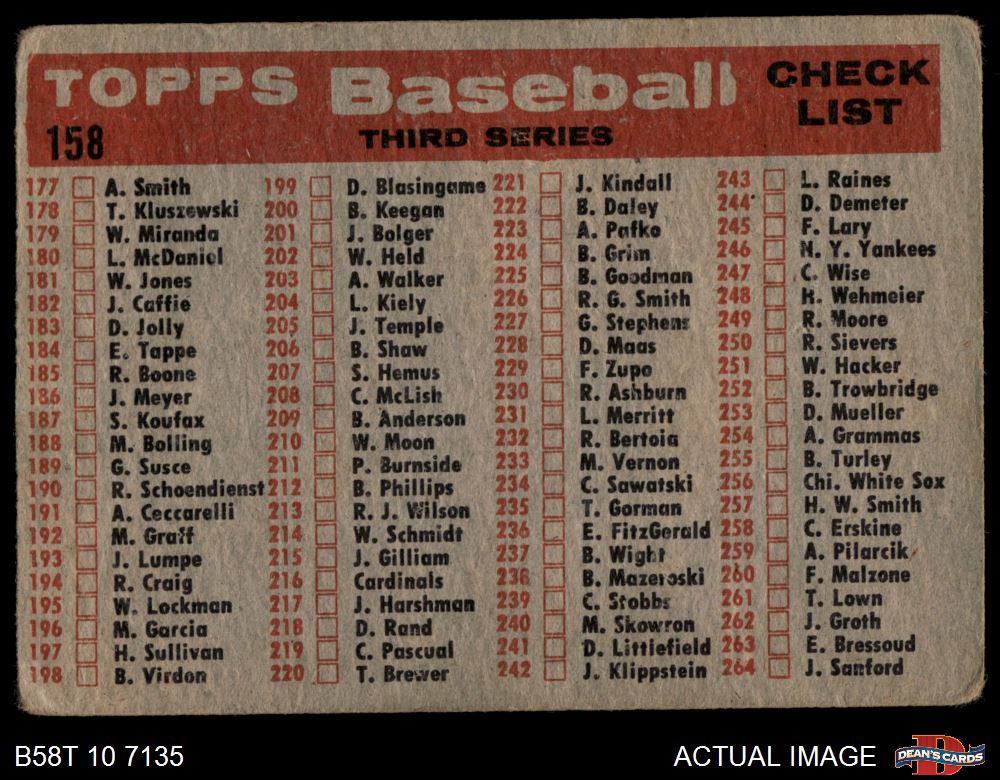 TOPPS Baseball CHECK LIST
THIRD SERIES
158
177 A. Smith
178 T. Kluszewski
179 W. Miranda
180 L. McDaniel
181 W. Jones
182 J. Caffie
183 D. Jolly
184 E. Tappe
185 R. Boone
186 J. Meyer
187 S. Koufax
188 M. Bolling
189 G. Susce
190 R. Schoendienst
191 A. Ceccarelli
192 M. Graff
193 J. Lumpe
194 R. Craig
195 W. Lockman
196 M. Garcia
197 H. Sullivan
198 B. Virdon
199 D. Blasingame
200 B. Keegan
201 J. Bolger
202 W. Held
203 A. Walker
204 L. Kiely
205 J. Temple
206 B. Shaw
207 S. Hemus
208 C. McLish
209 B. Anderson
210 W. Moon
211 P. Burnside
212 B. Phillips
213 R. J. Wilson
214 W. Schmidt
215 J. Gilliam
216 Cardinals
217 J. Harshman
218 D. Rand
219 C. Pascual
220 T. Brewer
221 J. Kindall
222 B. Daley
223 A. Pafko
224 B. Grim
225 B. Goodman
226 R. G. Smith
227 G. Stephens
228 D. Maas
229 F. Zupo
230 R. Ashburn
231 L. Merritt
232 R. Bertoia
233 M. Vernon
234 C. Sawatski
235 T. Gorman
236 E. FitzGerald
237 B. Wight
238 B. Mazeroski
239 C. Stobbs
240 M. Skowron
241 D. Littlefield
242 J. Klippstein
243 L. Raines
244 D. Demeter
245 F. Lary
246 N. Y. Yankees
247 C. Wise
248 H. Wehmeier
249 R. Moore
250 R. Sievers
251 W. Hacker
252 B. Trowbridge
253 D. Mueller
254 A. Grammas
255 B. Turley
256 Chi. White Sox
257 H. W. Smith
258 C. Erskine
259 A. Pilarcik
260 F. Malzone
261 T. Lown
262 J. Groth
263 E. Bressoud
264 J. Sanford
B58T 10 7135
ACTUAL IMAGE
D
DEAN'S CARDS